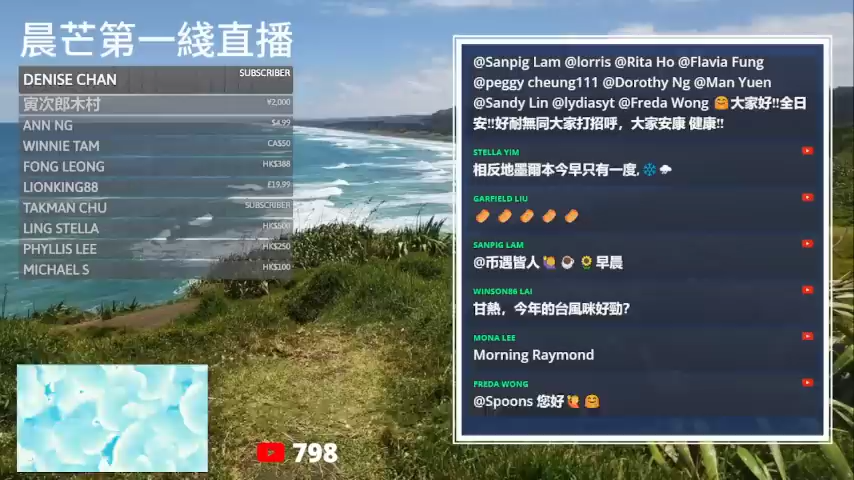 晨芒第一綫直播
DENISE CHAN SUBSCRIBER
寅次郎木村 ¥2,000
ANN NG $4.99
WINNIE TAM CA$50
FONG LEONG HK$388
LIONKING88 £19.99
TAKMAN CHU SUBSCRIBER
LING STELLA HK$500
PHYLLIS LEE HK$250
MICHAEL S HK$100
798
@Sanpig Lam @lorris @Rita Ho @Flavia Fung
@peggy cheung111 @Dorothy Ng @Man Yuen
@Sandy Lin @lydiasyt @Freda Wong 🤗大家好‼️全日
安‼️好耐無同大家打招呼，大家安康 健康‼️
STELLA YIM
相反地墨爾本今早只有一度,❄️🌨
GARFIELD LIU
🥔🥔🥔🥔🥔
SANPIG LAM
@币遇皆人🙋☕🌻早晨
WINSON86 LAI
甘熱，今年的台風咪好勁?
MONA LEE
Morning Raymond
FREDA WONG
@Spoons 您好🙋🤗